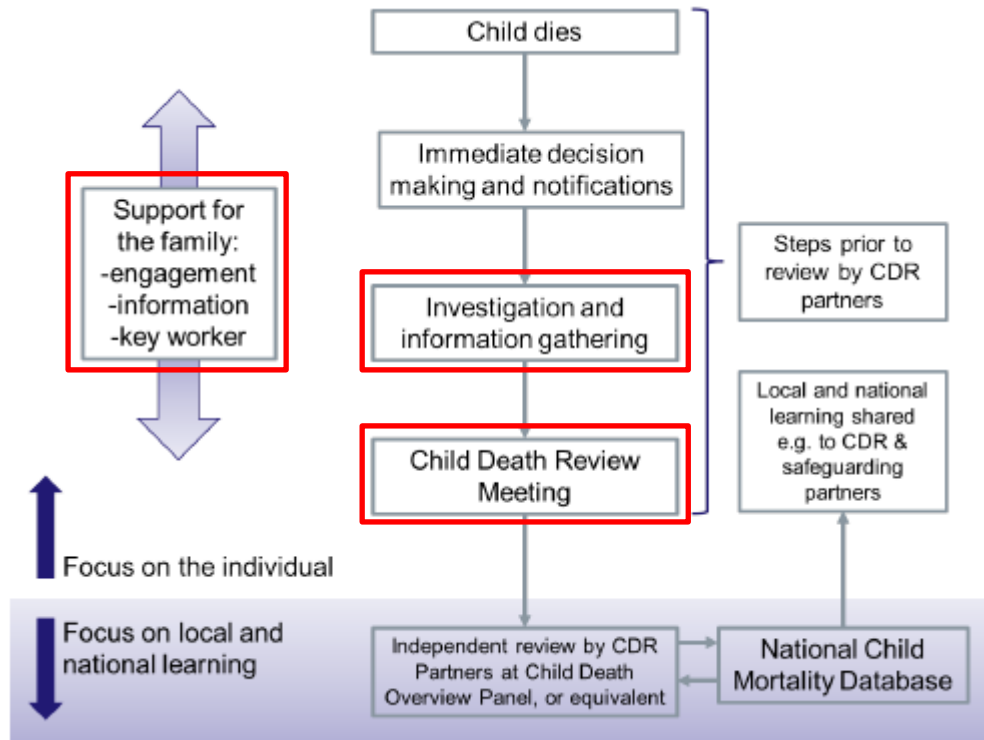 Child dies
Immediate decision
making and notifications
Support for
the family:
-engagement
-information
-key worker
Investigation and
information gathering
Steps prior to
review by CDR
partners
Child Death Review
Meeting
Local and national
learning shared
e.g. to CDR &
safeguarding
partners
Focus on the individual
Focus on local and
national learning
Independent review by CDR
Partners at Child Death
Overview Panel, or equivalent
National Child
Mortality Database